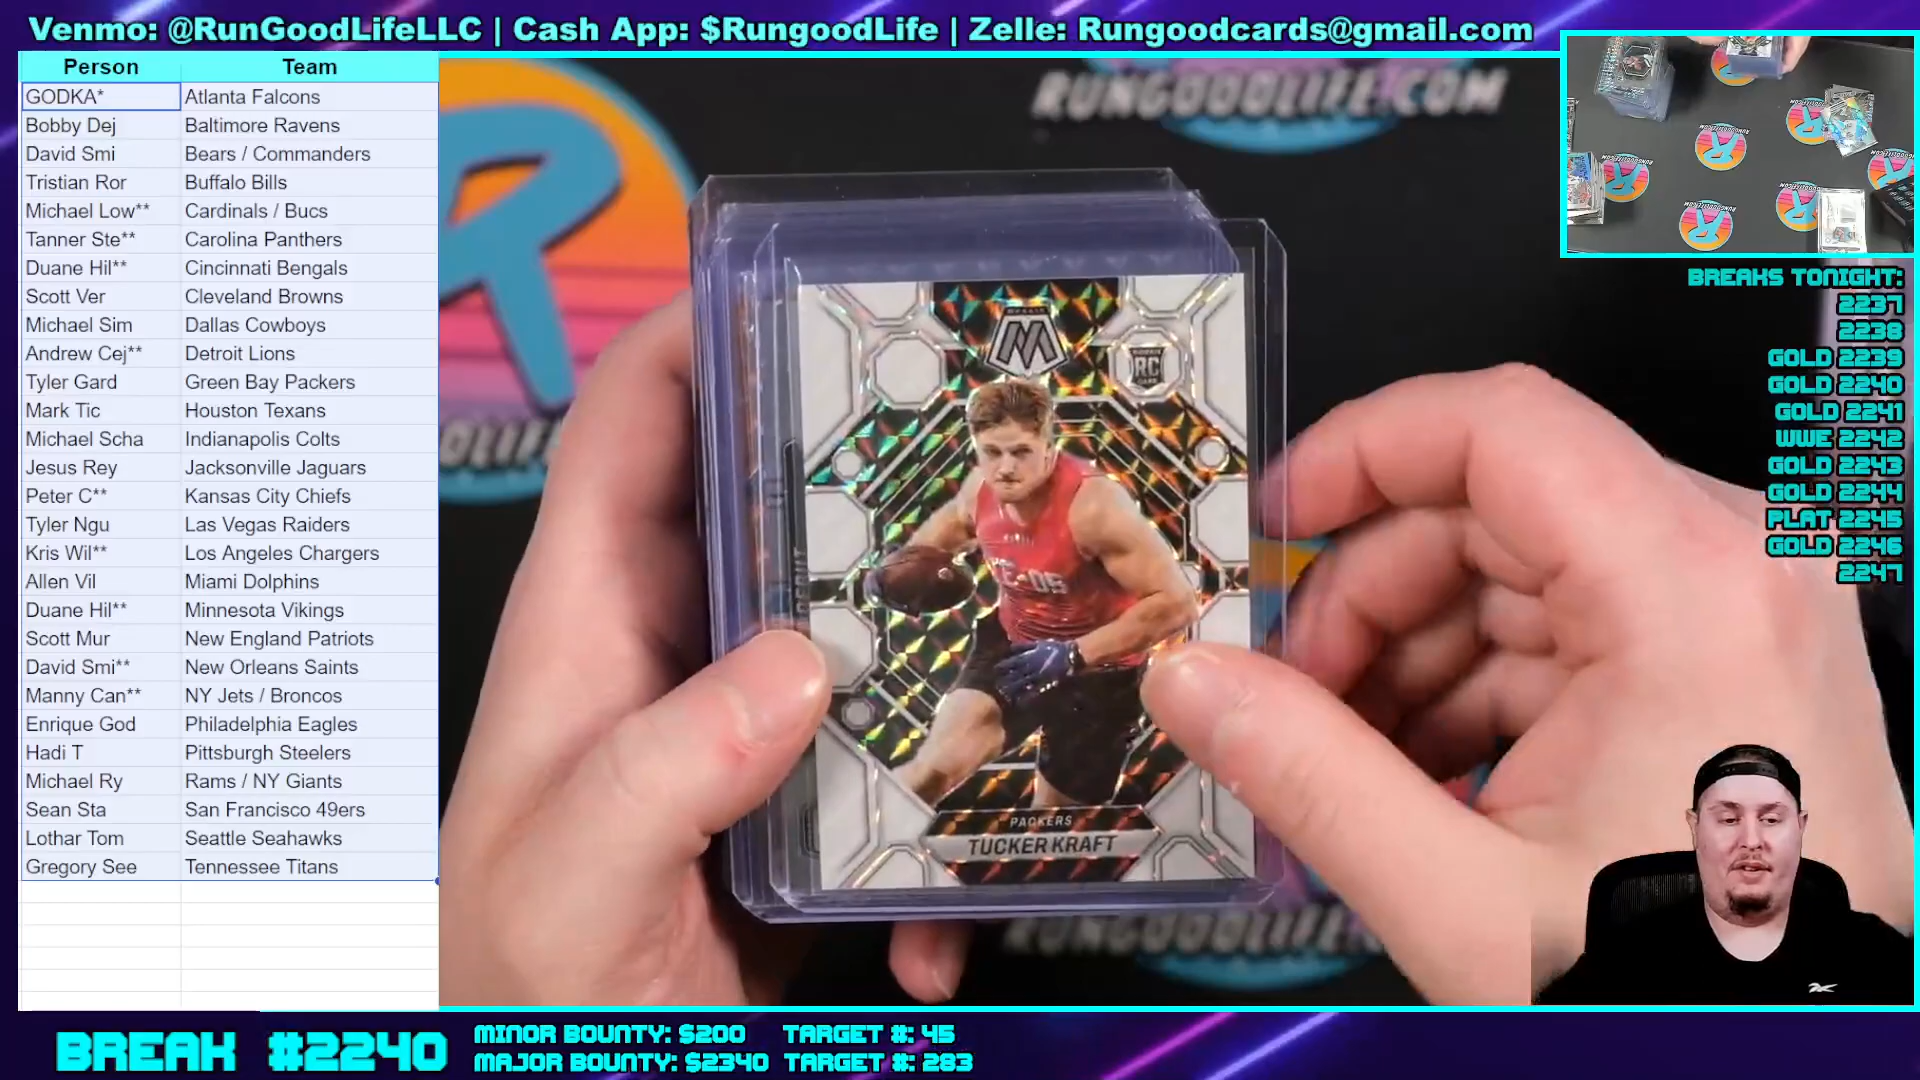 Venmo: @RunGoodLifeLLC | Cash App: $RungoodLife | Zelle: Rungoodcards@gmail.com
Person Team
GODKA* Atlanta Falcons
Bobby Dej Baltimore Ravens
David Smi Bears / Commanders
Tristian Ror Buffalo Bills
Michael Low** Cardinals / Bucs
Tanner Ste** Carolina Panthers
Duane Hil** Cincinnati Bengals
Scott Ver Cleveland Browns
Michael Sim Dallas Cowboys
Andrew Cej** Detroit Lions
Tyler Gard Green Bay Packers
Mark Tic Houston Texans
Michael Scha Indianapolis Colts
Jesus Rey Jacksonville Jaguars
Peter C** Kansas City Chiefs
Tyler Ngu Las Vegas Raiders
Kris Wil** Los Angeles Chargers
Allen Vil Miami Dolphins
Duane Hil** Minnesota Vikings
Scott Mur New England Patriots
David Smi** New Orleans Saints
Manny Can** NY Jets / Broncos
Enrique God Philadelphia Eagles
Hadi T Pittsburgh Steelers
Michael Ry Rams / NY Giants
Sean Sta San Francisco 49ers
Lothar Tom Seattle Seahawks
Gregory See Tennessee Titans
RUNGOODLIFE.COM
MOSAIC
M
RC
DEBUT
PACKERS
TUCKER KRAFT
RUNGOODLIFE.COM
BREAKS TONIGHT:
2237
2238
GOLD 2239
GOLD 2240
GOLD 2241
WWE 2242
GOLD 2243
GOLD 2244
PLAT 2245
GOLD 2246
2247
BREAK #2240
MINOR BOUNTY: $200 TARGET #: 45
MAJOR BOUNTY: $2340 TARGET #: 283